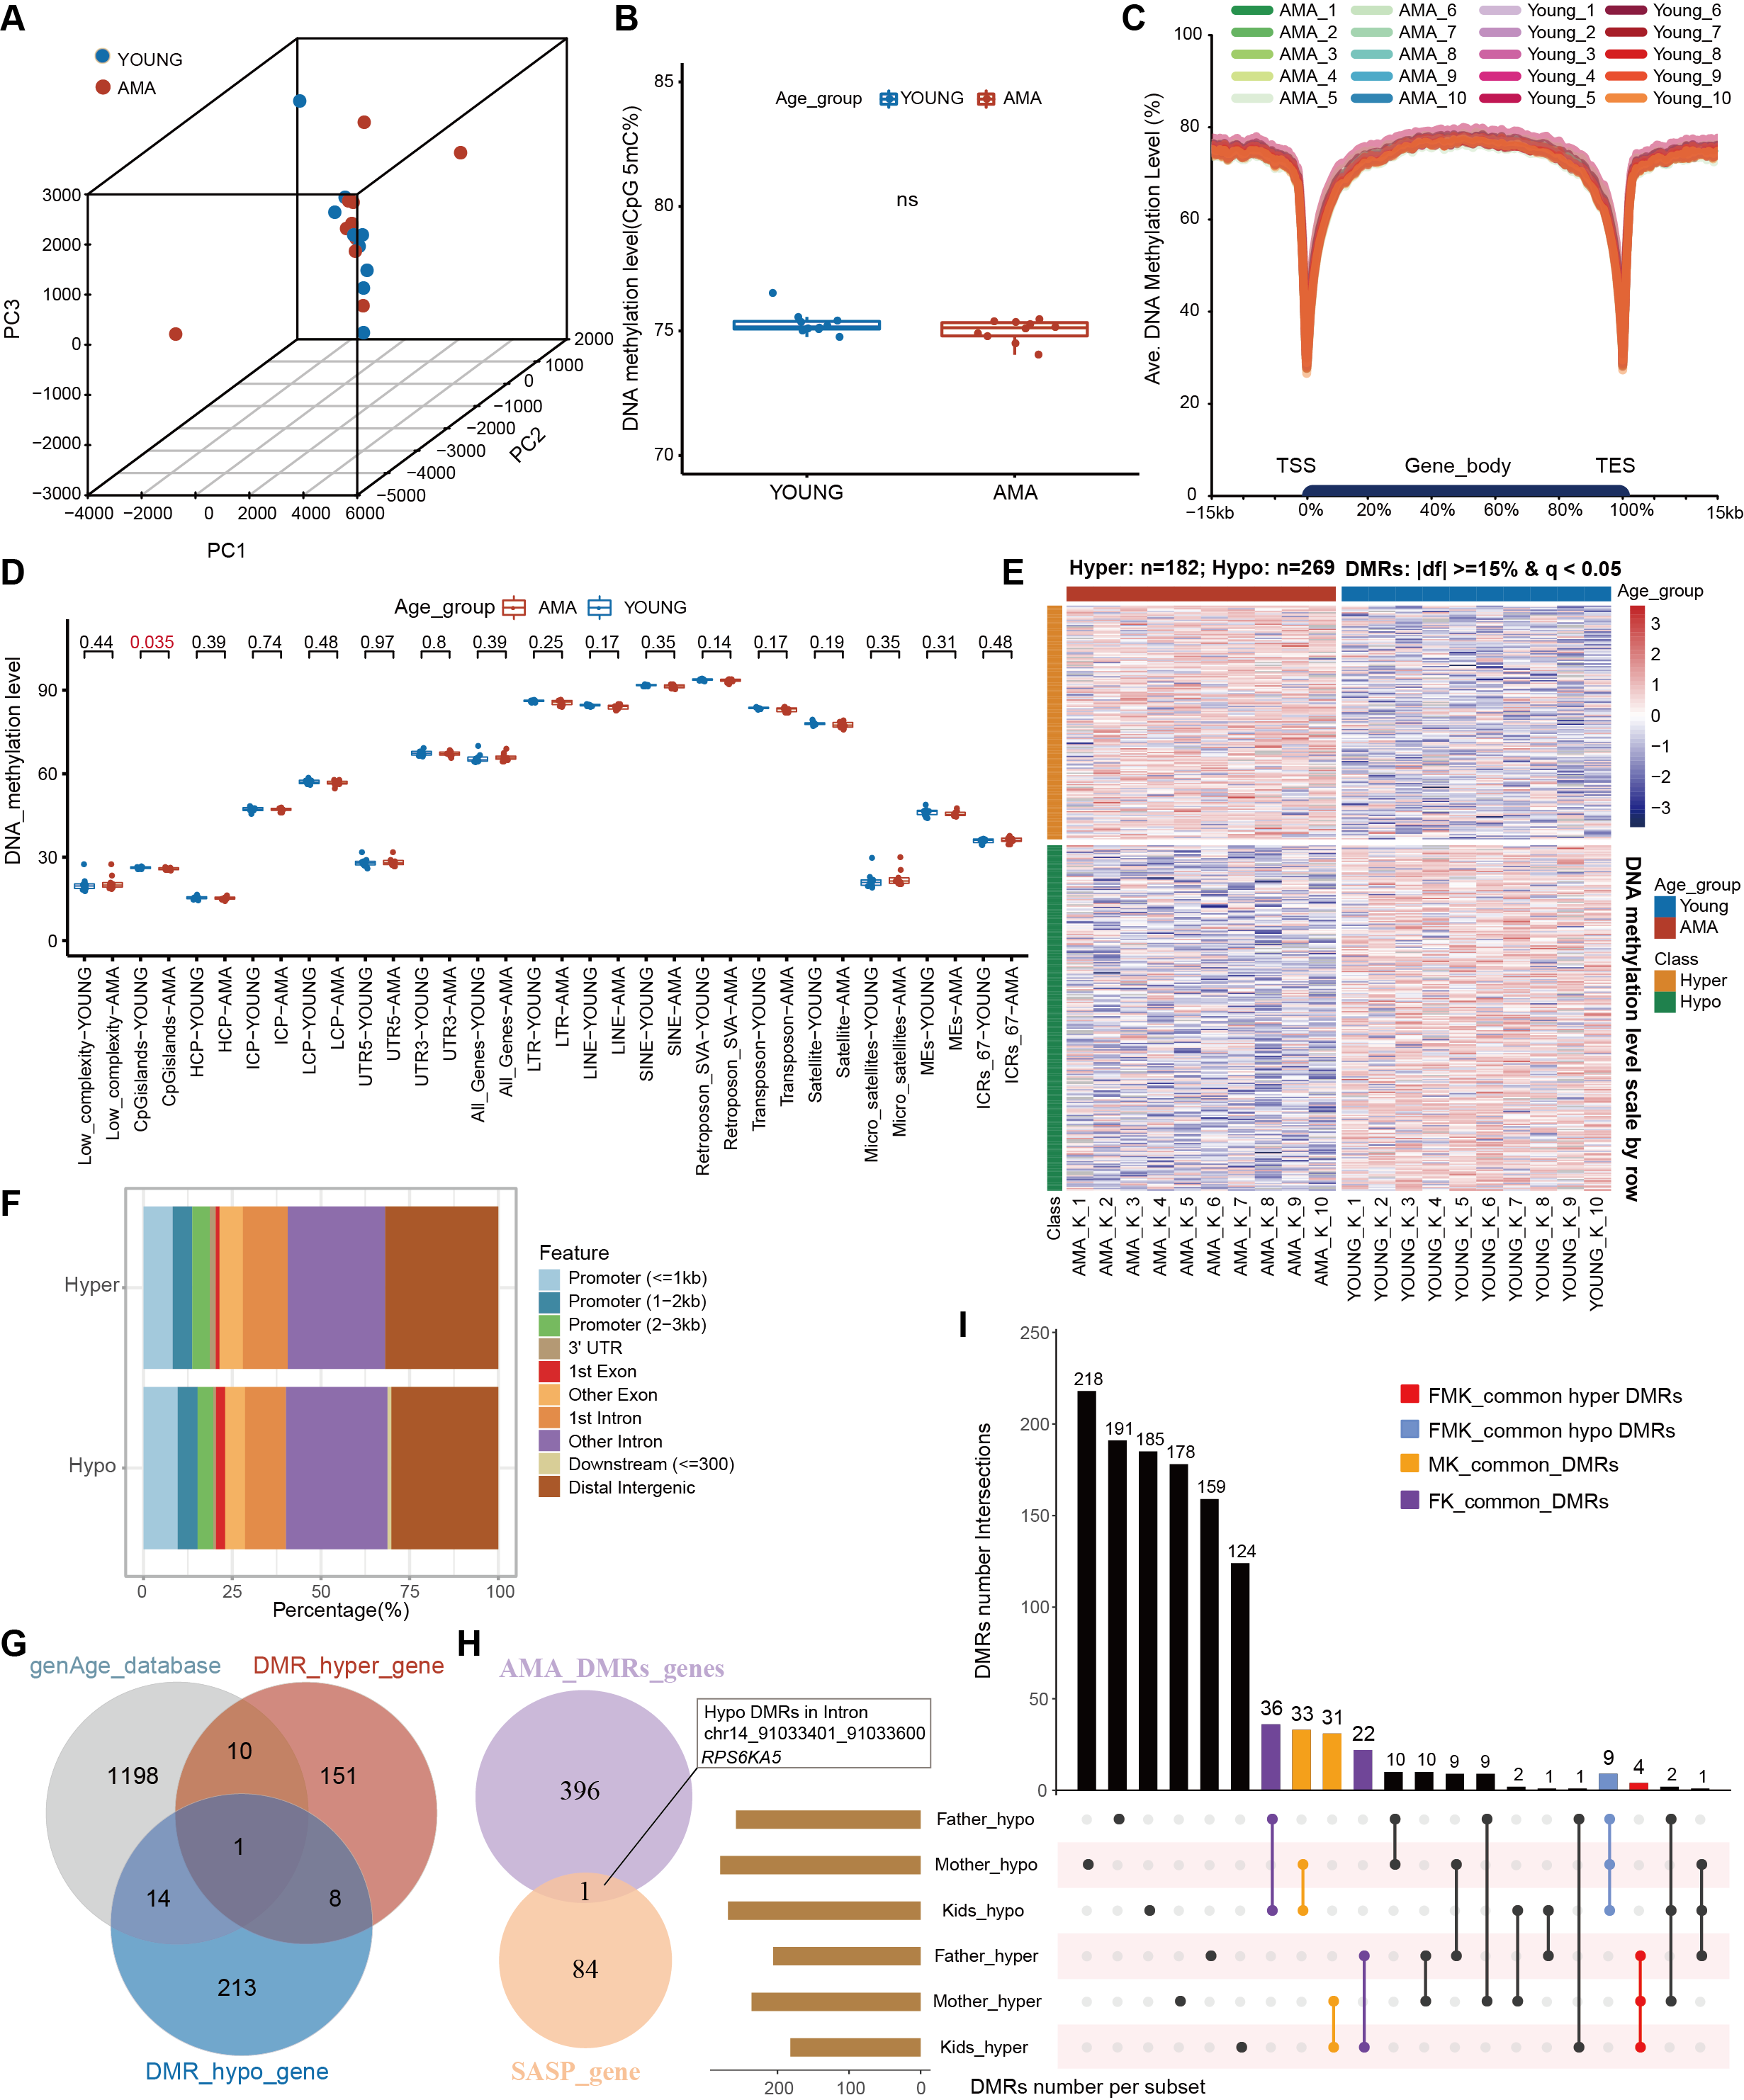 A
YOUNG
AMA
3000
2000
1000
0
−1000
−2000
−3000
PC3
−4000
−2000
0
2000
4000
6000
PC1
2000
1000
0
−1000
−2000
−3000
−4000
−5000
PC2
B
85
80
75
70
DNA methylation level(CpG 5mC%)
Age_group
YOUNG
AMA
ns
YOUNG
AMA
C
AMA_1
AMA_2
AMA_3
AMA_4
AMA_5
AMA_6
AMA_7
AMA_8
AMA_9
AMA_10
Young_1
Young_2
Young_3
Young_4
Young_5
Young_6
Young_7
Young_8
Young_9
Young_10
Ave. DNA Methylation Level (%)
100
80
60
40
20
0
TSS
Gene_body
TES
−15kb
0%
20%
40%
60%
80%
100%
15kb
D
Age_group
AMA
YOUNG
DNA_methylation level
90
60
30
0
0.44
0.035
0.39
0.74
0.48
0.97
0.8
0.39
0.25
0.17
0.35
0.14
0.17
0.19
0.35
0.31
0.48
Low_complexity−YOUNG
Low_complexity−AMA
CpGislands−YOUNG
CpGislands−AMA
HCP−YOUNG
HCP−AMA
ICP−YOUNG
ICP−AMA
LCP−YOUNG
LCP−AMA
UTR5−YOUNG
UTR5−AMA
UTR3−YOUNG
UTR3−AMA
All_Genes−YOUNG
All_Genes−AMA
LTR−YOUNG
LTR−AMA
LINE−YOUNG
LINE−AMA
SINE−YOUNG
SINE−AMA
Retroposon_SVA−YOUNG
Retroposon_SVA−AMA
Transposon−YOUNG
Transposon−AMA
Satellite−YOUNG
Satellite−AMA
Micro_satellites−YOUNG
Micro_satellites−AMA
MEs−YOUNG
MEs−AMA
ICRs_67−YOUNG
ICRs_67−AMA
E
Hyper: n=182; Hypo: n=269
DMRs: |df| >=15% & q < 0.05
Age_group
3
2
1
0
−1
−2
−3
DNA methylation level scale by row
Age_group
Young
AMA
Class
Hyper
Hypo
Class
AMA_K_1
AMA_K_2
AMA_K_3
AMA_K_4
AMA_K_5
AMA_K_6
AMA_K_7
AMA_K_8
AMA_K_9
AMA_K_10
YOUNG_K_1
YOUNG_K_2
YOUNG_K_3
YOUNG_K_4
YOUNG_K_5
YOUNG_K_6
YOUNG_K_7
YOUNG_K_8
YOUNG_K_9
YOUNG_K_10
F
Hyper
Hypo
0
25
50
75
100
Percentage(%)
Feature
Promoter (<=1kb)
Promoter (1−2kb)
Promoter (2−3kb)
3' UTR
1st Exon
Other Exon
1st Intron
Other Intron
Downstream (<=300)
Distal Intergenic
G
genAge_database
DMR_hyper_gene
1198
10
151
1
14
8
213
DMR_hypo_gene
H
AMA_DMRs_genes
396
1
84
SASP_gene
Hypo DMRs in Intron
chr14_91033401_91033600
RPS6KA5
I
DMRs number Intersections
250
200
150
100
50
0
218
191
185
178
159
124
36
33
31
22
10
10
9
9
2
1
1
9
4
2
1
FMK_common hyper DMRs
FMK_common hypo DMRs
MK_common_DMRs
FK_common_DMRs
Father_hypo
Mother_hypo
Kids_hypo
Father_hyper
Mother_hyper
Kids_hyper
200
100
0
DMRs number per subset